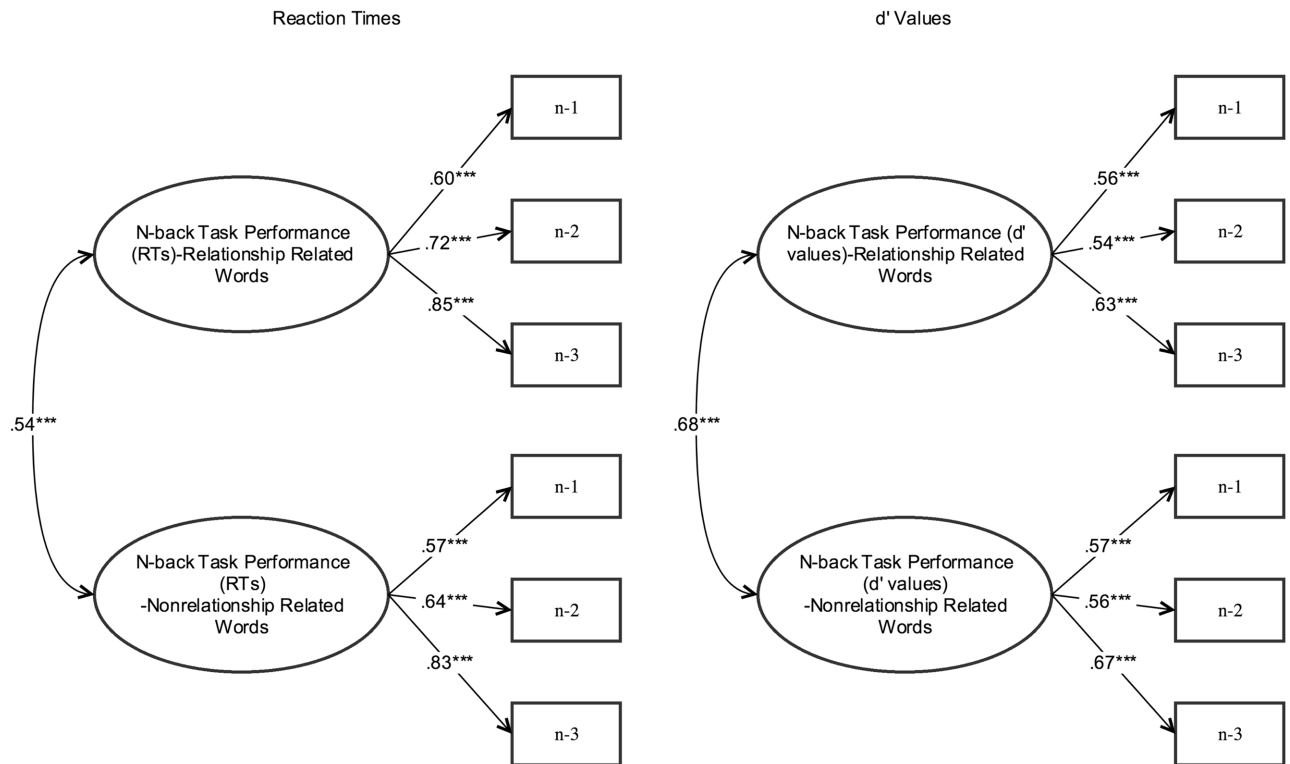 Reaction Times
n-1
.60***
N-back Task Performance
(RTs)-Relationship Related
Words
.72***
n-2
.85***
n-3
.54***
n-1
.57***
N-back Task Performance
(RTs)
-Nonrelationship Related
Words
.64***
n-2
.83***
n-3
d' Values
n-1
.56***
N-back Task Performance (d'
values)-Relationship Related
Words
.54***
n-2
.63***
n-3
.68***
n-1
.57***
N-back Task Performance
(d' values)
-Nonrelationship Related
Words
.56***
n-2
.67***
n-3